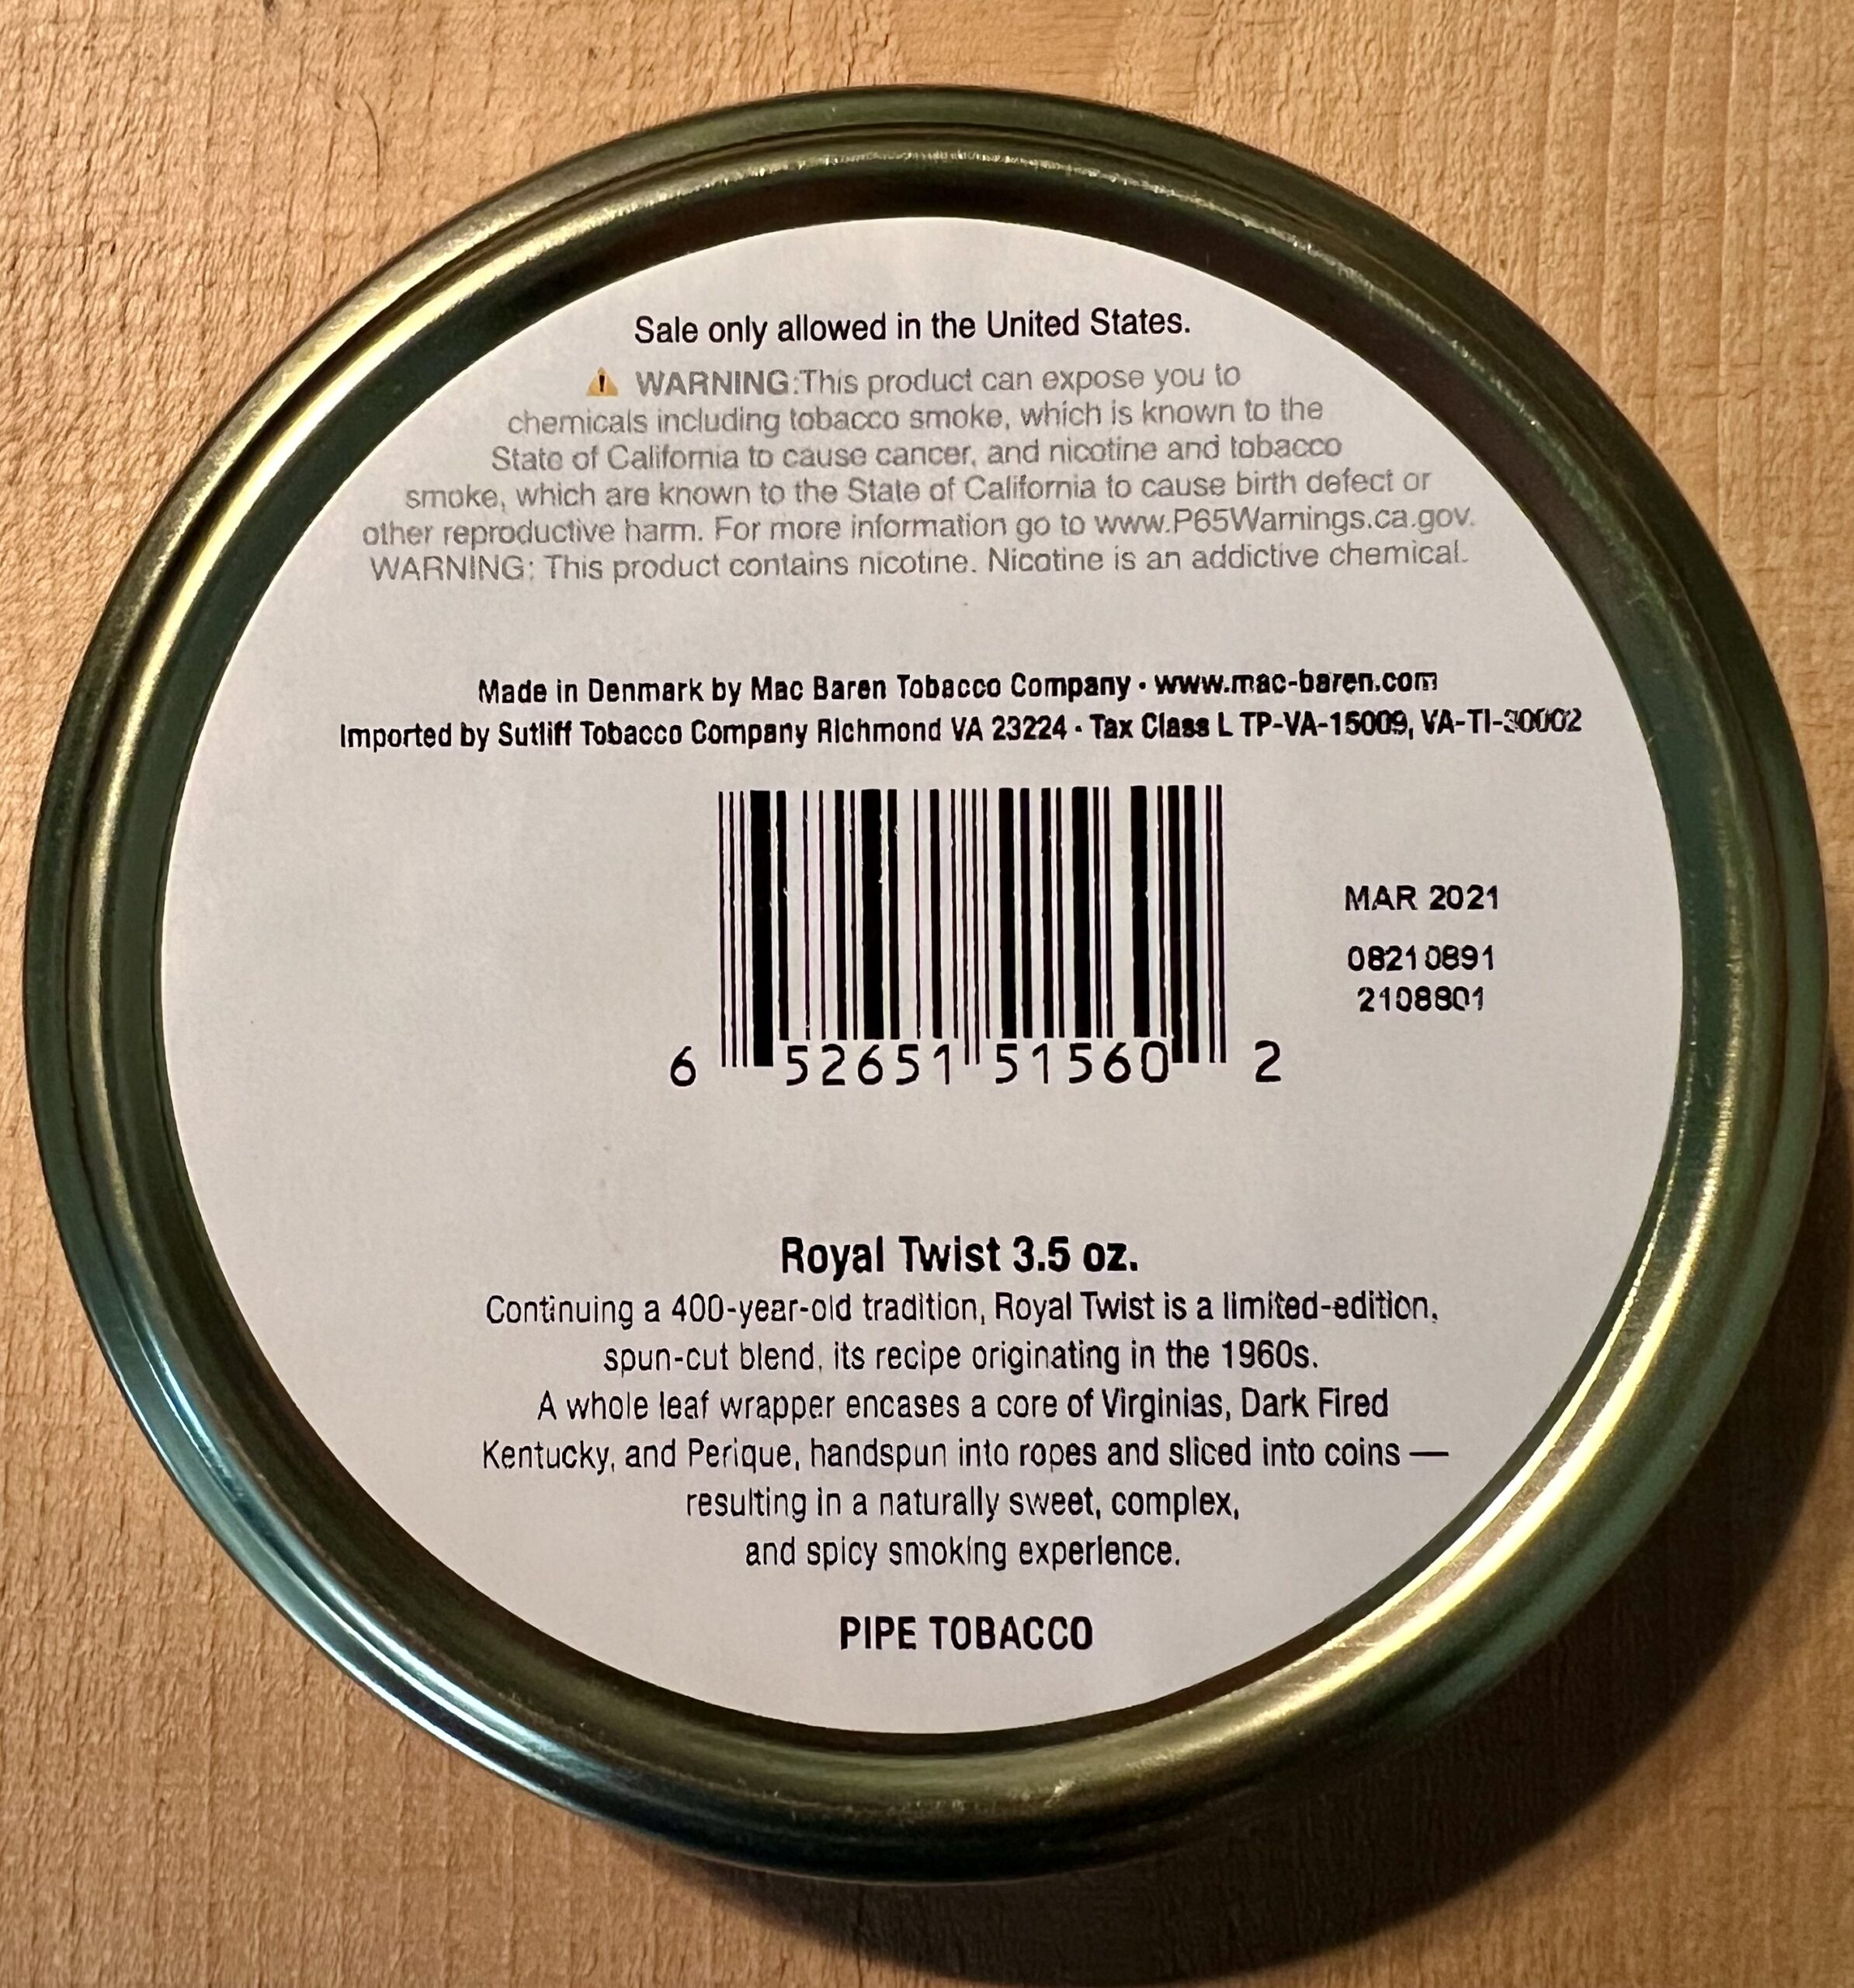 Sale only allowed in the United States.
⚠ WARNING:This product can expose you to
chemicals including tobacco smoke, which is known to the
State of California to cause cancer, and nicotine and tobacco
smoke, which are known to the State of California to cause birth defect or
other reproductive harm. For more information go to www.P65Warnings.ca.gov.
WARNING: This product contains nicotine. Nicotine is an addictive chemical.
Made in Denmark by Mac Baren Tobacco Company · www.mac-baren.com
Imported by Sutliff Tobacco Company Richmond VA 23224 · Tax Class L TP-VA-15009, VA-TI-30002
MAR 2021
08210891
2108801
6 52651 51560 2
Royal Twist 3.5 oz.
Continuing a 400-year-old tradition, Royal Twist is a limited-edition,
spun-cut blend, its recipe originating in the 1960s.
A whole leaf wrapper encases a core of Virginias, Dark Fired
Kentucky, and Perique, handspun into ropes and sliced into coins —
resulting in a naturally sweet, complex,
and spicy smoking experience.
PIPE TOBACCO